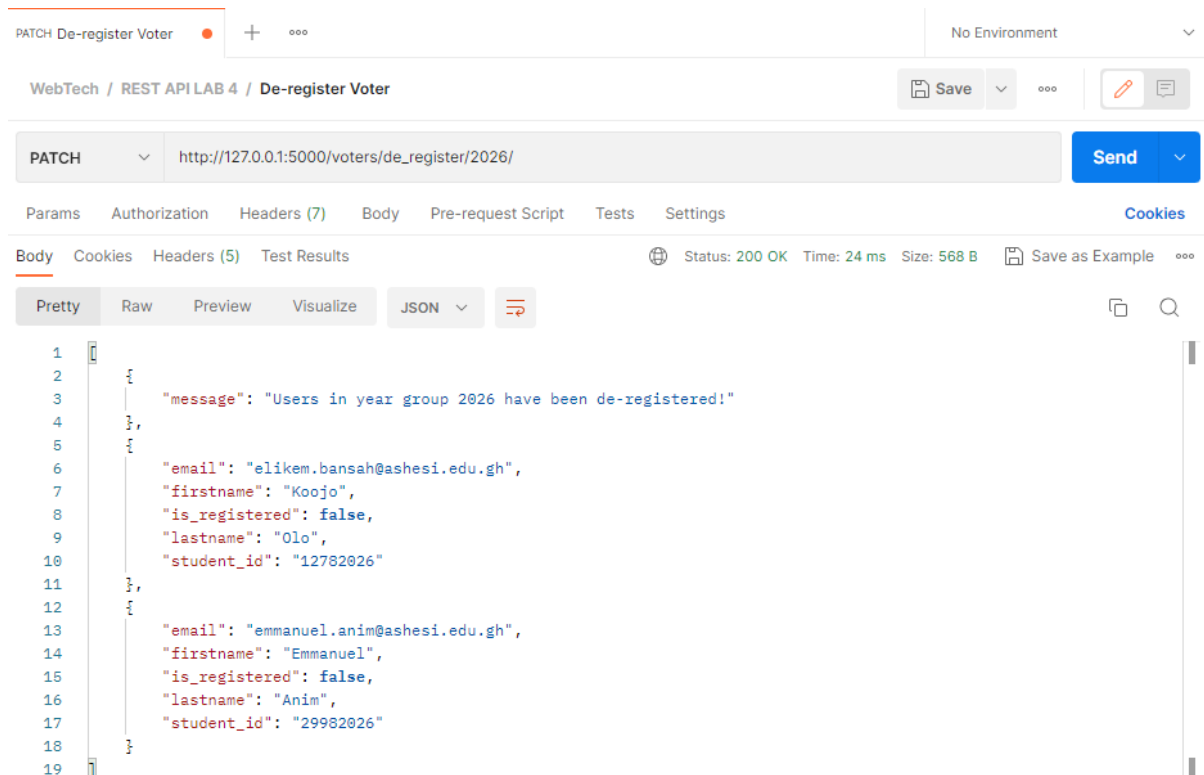 PATCH De-register Voter No Environment
WebTech / REST API LAB 4 / De-register Voter Save
PATCH http://127.0.0.1:5000/voters/de_register/2026/ Send
Params Authorization Headers (7) Body Pre-request Script Tests Settings Cookies
Body Cookies Headers (5) Test Results Status: 200 OK Time: 24 ms Size: 568 B Save as Example
Pretty Raw Preview Visualize JSON
1 [
2 {
3 "message": "Users in year group 2026 have been de-registered!"
4 },
5 {
6 "email": "elikem.bansah@ashesi.edu.gh",
7 "firstname": "Koojo",
8 "is_registered": false,
9 "lastname": "Olo",
10 "student_id": "12782026"
11 },
12 {
13 "email": "emmanuel.anim@ashesi.edu.gh",
14 "firstname": "Emmanuel",
15 "is_registered": false,
16 "lastname": "Anim",
17 "student_id": "29982026"
18 }
19 ]